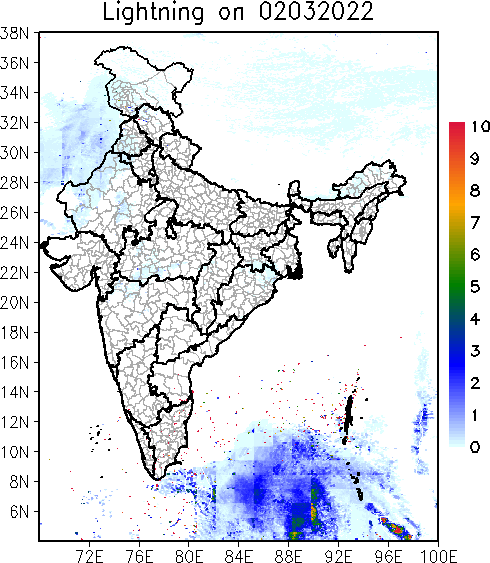 Lightning on 02032022
38N
36N
34N
32N
30N
28N
26N
24N
22N
20N
18N
16N
14N
12N
10N
8N
6N
72E 76E 80E 84E 88E 92E 96E 100E
10
9
8
7
6
5
4
3
2
1
0